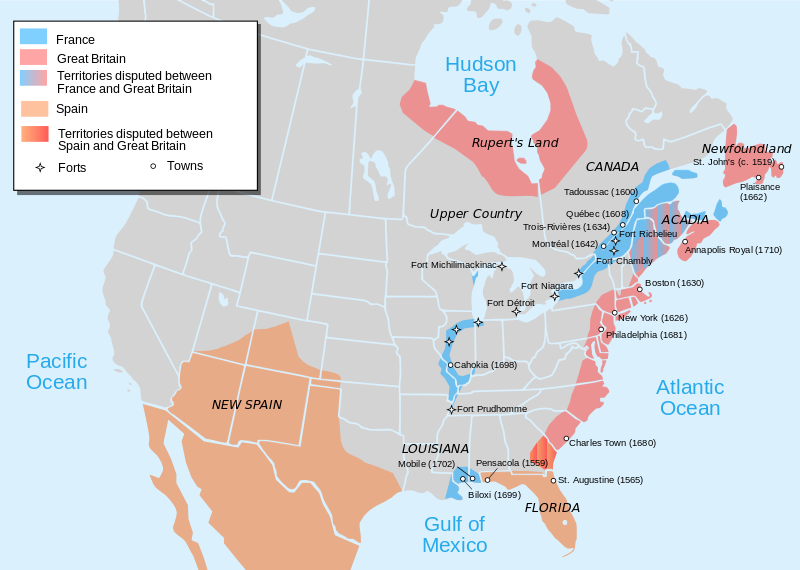 France
Great Britain
Territories disputed between
France and Great Britain
Spain
Territories disputed between
Spain and Great Britain
Forts
Towns
Hudson
Bay
Rupert's Land
Newfoundland
St. John's (c. 1519)
CANADA
Plaisance
(1662)
Tadoussac (1600)
Upper Country
Québec (1608)
ACADIA
Trois-Rivières (1634)
Fort Richelieu
Montréal (1642)
Annapolis Royal (1710)
Fort Michilimackinac
Fort Chambly
Fort Niagara
Boston (1630)
Fort Détroit
New York (1626)
Philadelphia (1681)
Pacific
Ocean
Cahokia (1698)
Atlantic
Ocean
NEW SPAIN
Fort Prudhomme
Charles Town (1680)
LOUISIANA
Mobile (1702)
Pensacola (1559)
St. Augustine (1565)
Biloxi (1699)
FLORIDA
Gulf of
Mexico